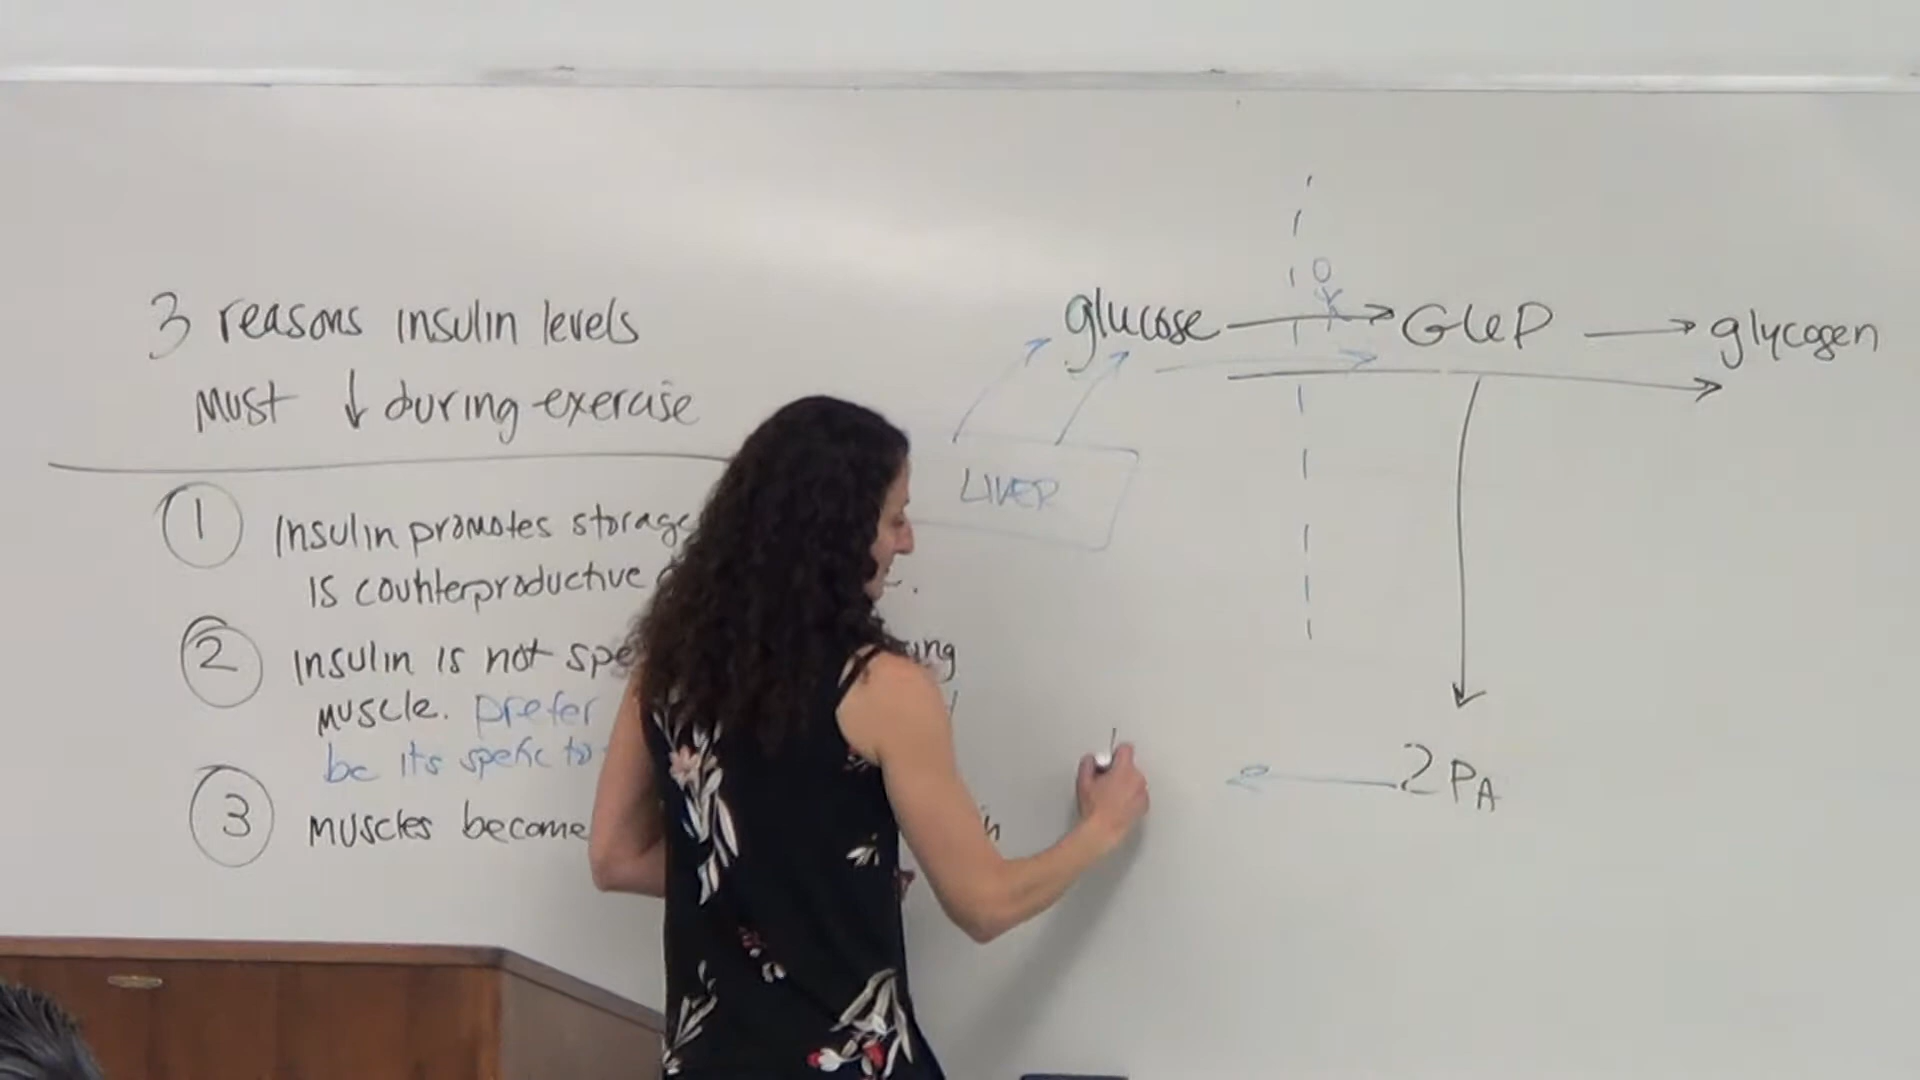 3 reasons insulin levels
must ↓ during exercise
1 Insulin promotes storage
is counterproductive
2 Insulin is not
muscle. prefer
be its spefic to
3 muscles become
LIVER
glucose → G6P → glycogen
2 PA